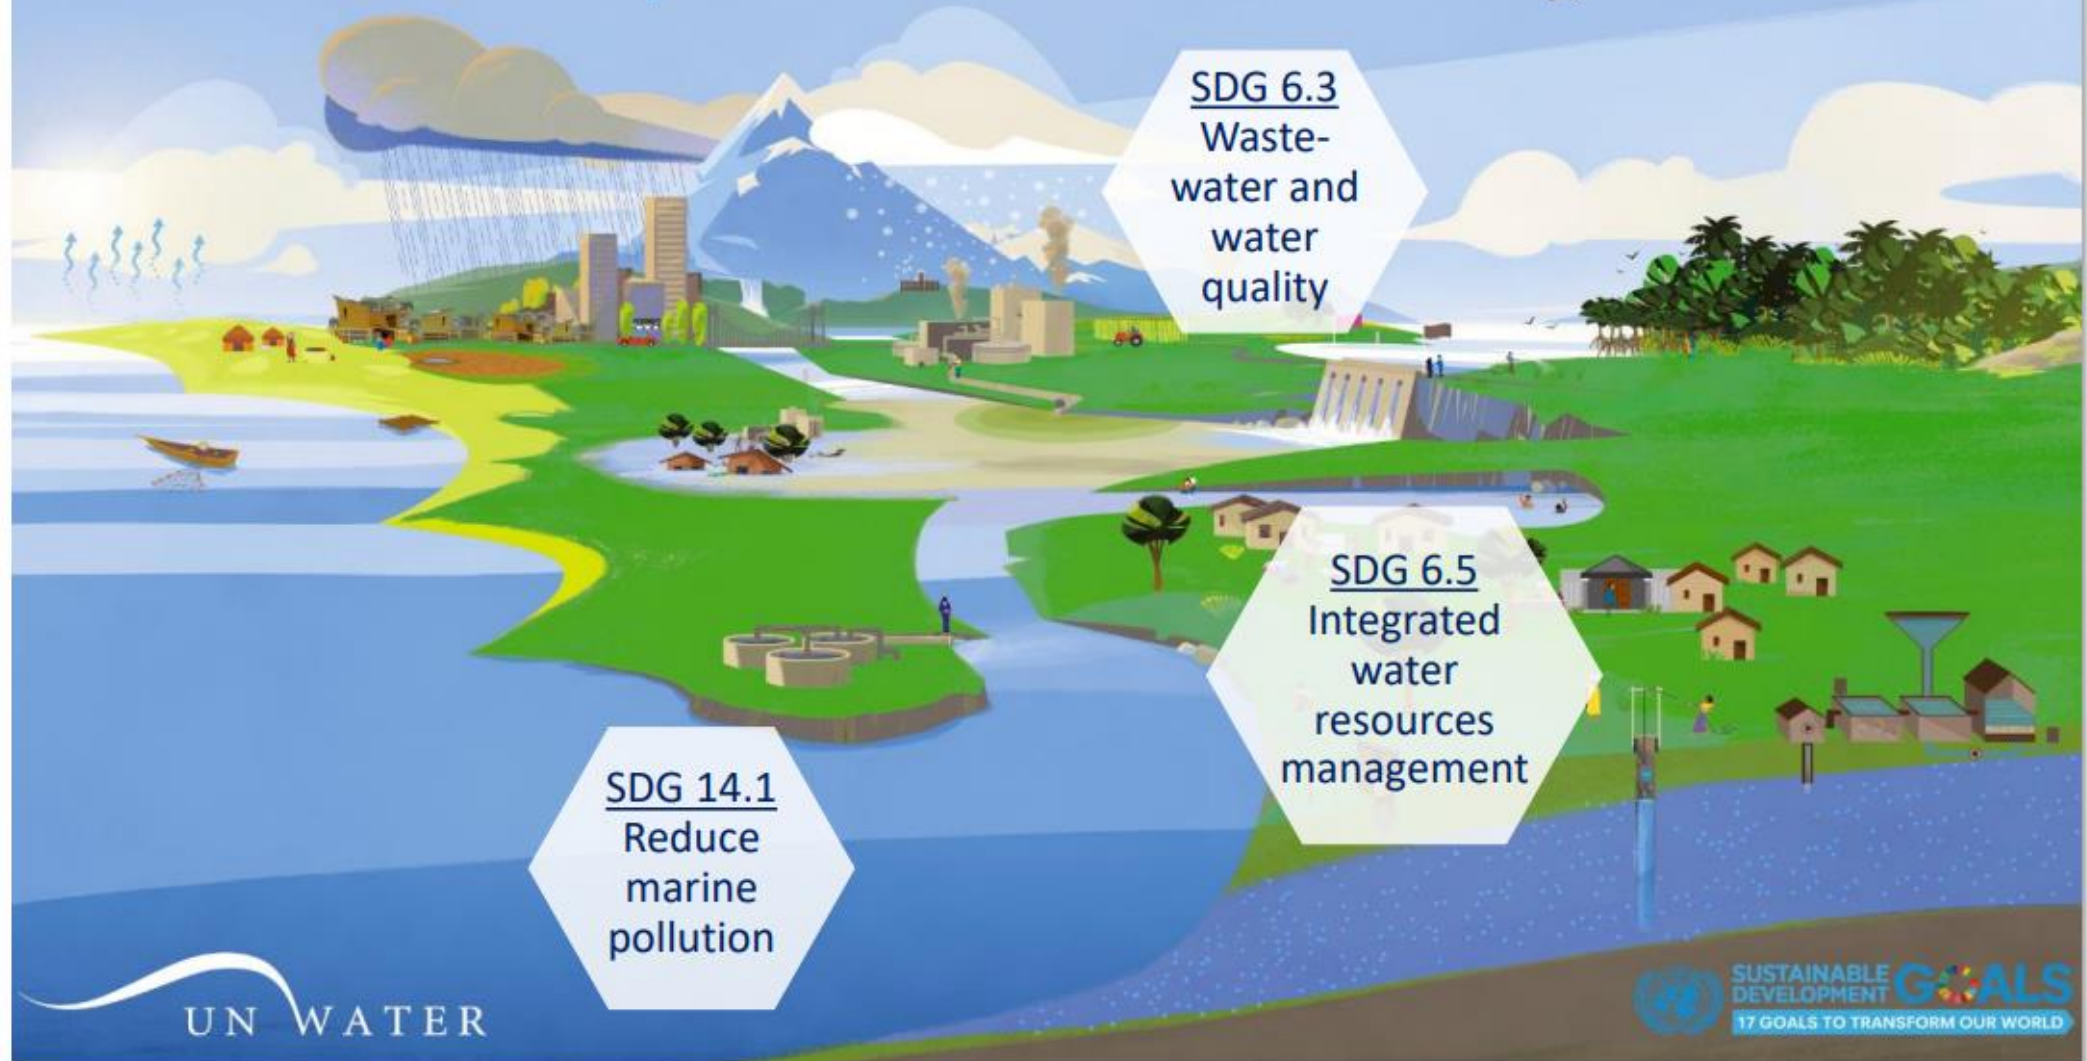 SDG 6.3
Waste-
water and
water
quality
SDG 6.5
Integrated
water
resources
management
SDG 14.1
Reduce
marine
pollution
UN WATER
SUSTAINABLE
DEVELOPMENT
GOALS
17 GOALS TO TRANSFORM OUR WORLD